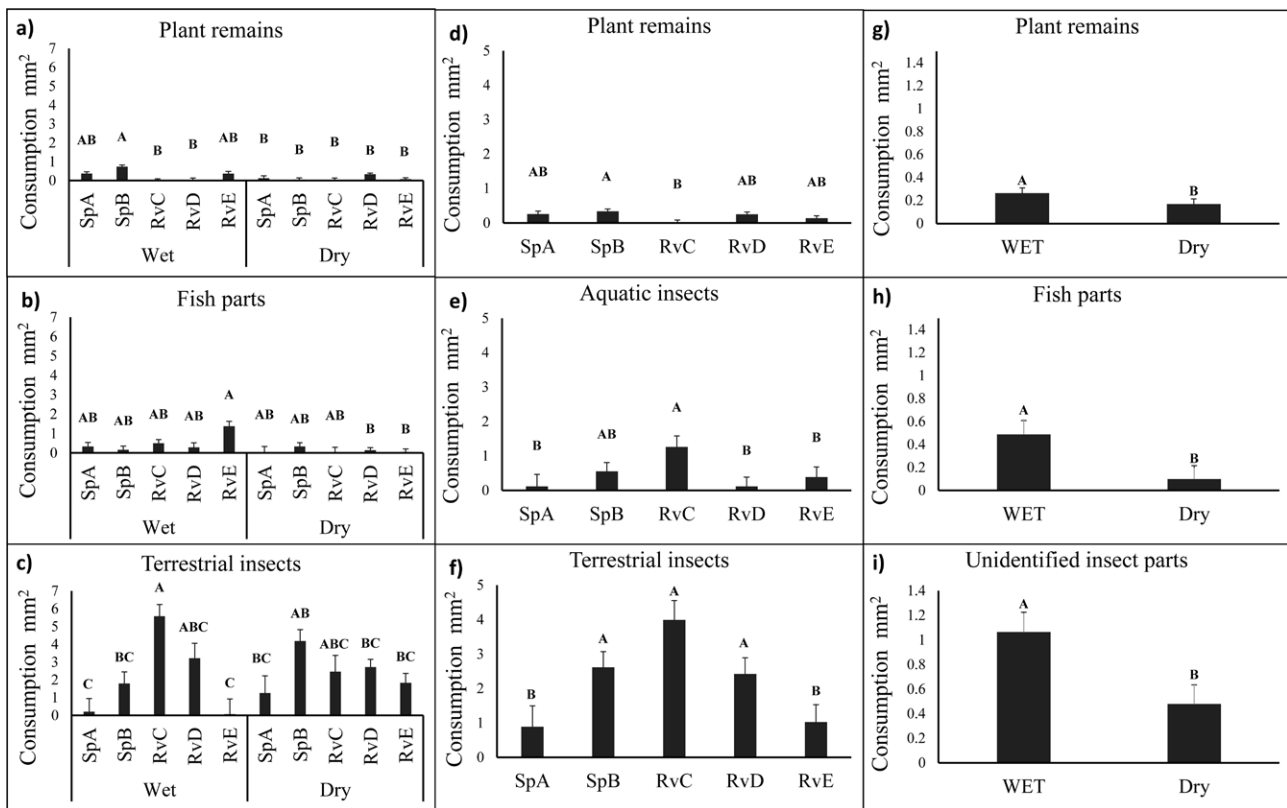 a) Plant remains
Consumption mm²
7
6
5
4
3
2
1
0
AB A B B AB B B B B B
SpA SpB RvC RvD RvE SpA SpB RvC RvD RvE
Wet Dry
b) Fish parts
Consumption mm²
7
6
5
4
3
2
1
0
AB AB AB AB A AB AB AB B B
SpA SpB RvC RvD RvE SpA SpB RvC RvD RvE
Wet Dry
c) Terrestrial insects
Consumption mm²
7
6
5
4
3
2
1
0
C BC A ABC C BC AB ABC BC BC
SpA SpB RvC RvD RvE SpA SpB RvC RvD RvE
Wet Dry
d) Plant remains
Consumption mm²
5
4
3
2
1
0
AB A B AB AB
SpA SpB RvC RvD RvE
e) Aquatic insects
Consumption mm²
5
4
3
2
1
0
B AB A B B
SpA SpB RvC RvD RvE
f) Terrestrial insects
Consumption mm²
5
4
3
2
1
0
B A A A B
SpA SpB RvC RvD RvE
g) Plant remains
Consumption mm²
1.4
1.2
1
0.8
0.6
0.4
0.2
0
A B
WET Dry
h) Fish parts
Consumption mm²
1.4
1.2
1
0.8
0.6
0.4
0.2
0
A B
WET Dry
i) Unidentified insect parts
Consumption mm²
1.4
1.2
1
0.8
0.6
0.4
0.2
0
A B
WET Dry